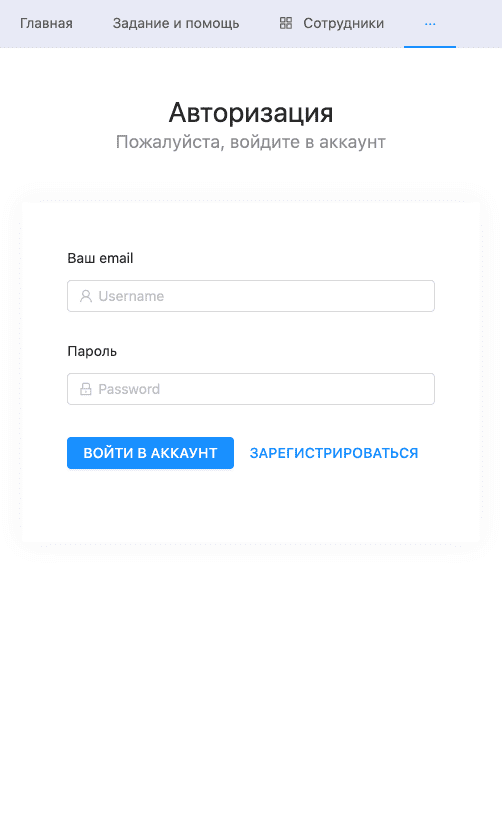 Главная Задание и помощь Сотрудники ...
Авторизация
Пожалуйста, войдите в аккаунт
Ваш email
Username
Пароль
Password
ВОЙТИ В АККАУНТ ЗАРЕГИСТРИРОВАТЬСЯ